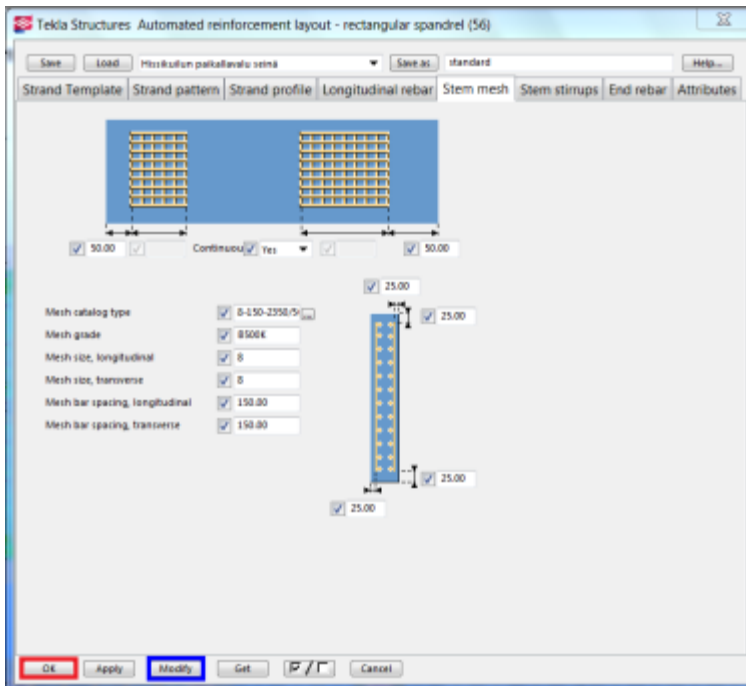 Tekla Structures Automated reinforcement layout - rectangular spandrel (56)
Save Load Hissikuilun paikallavalu seinä Save as standard Help...
Strand Template Strand pattern Strand profile Longitudinal rebar Stem mesh Stem stirrups End rebar Attributes
50.00 Continuou Yes 50.00
25.00
Mesh catalog type 8-150-2350/5
25.00
Mesh grade B500K
Mesh size, longitudinal 8
Mesh size, transverse 8
Mesh bar spacing, longitudinal 150.00
Mesh bar spacing, transverse 150.00
25.00
25.00
OK Apply Modify Get / Cancel